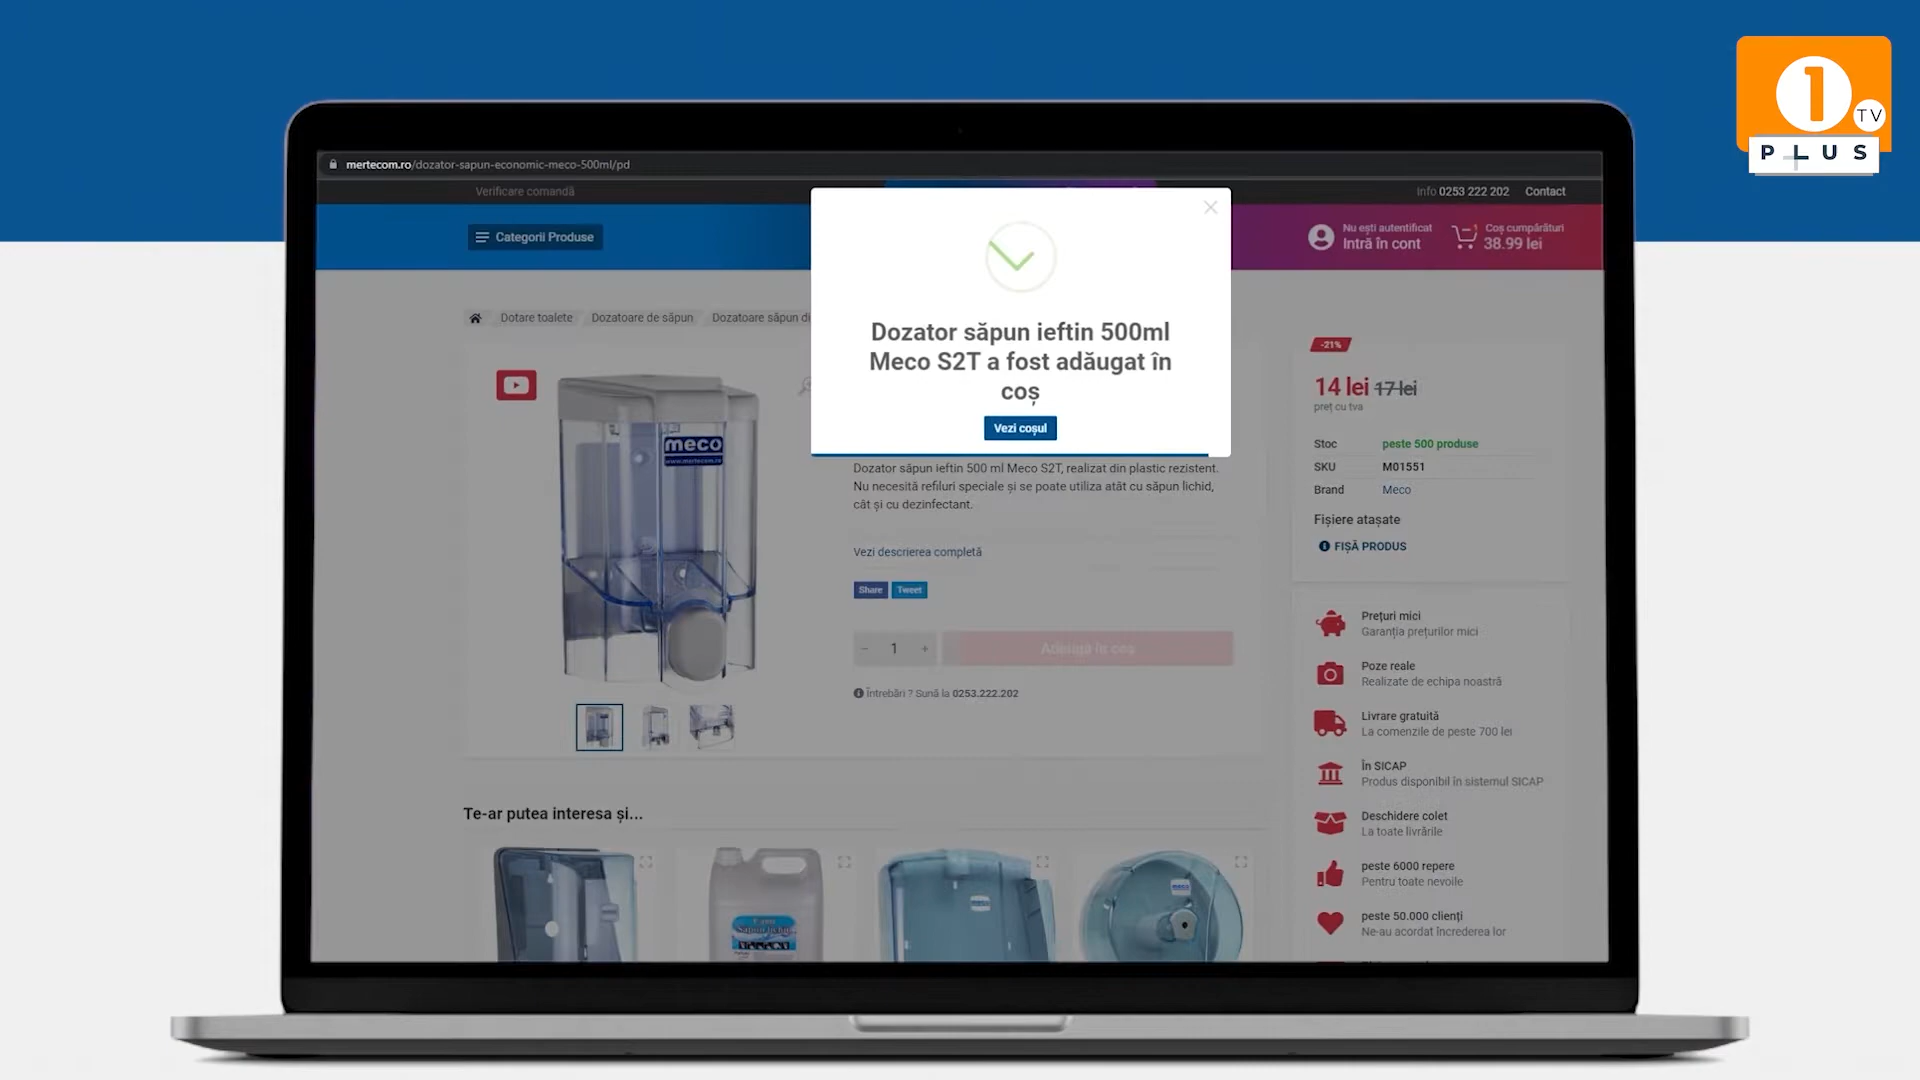 1
TV
PLUS
mertecom.ro/dozator-sapun-economic-meco-500ml/pd
Verificare comandă
Info 0253 222 202 Contact
Categorii Produse
Nu ești autentificat
Intră în cont
Coș cumpărături
38.99 lei
Dotare toalete
Dozatoare de săpun
Dozatoare săpun di
Dozator săpun ieftin 500ml
Meco S2T a fost adăugat în
coș
Vezi coșul
meco
www.mertecom.ro
Dozator săpun ieftin 500 ml Meco S2T, realizat din plastic rezistent.
Nu necesită refiluri speciale și se poate utiliza atât cu săpun lichid,
cât și cu dezinfectant.
Vezi descrierea completă
Share Tweet
− 1 +
Adaugă în coș
Întrebări ? Sună la 0253.222.202
-21%
14 lei 17 lei
preț cu tva
Stoc peste 500 produse
SKU M01551
Brand Meco
Fișiere atașate
FIȘĂ PRODUS
Prețuri mici
Garanția prețurilor mici
Poze reale
Realizate de echipa noastră
Livrare gratuită
La comenzile de peste 700 lei
În SICAP
Produs disponibil în sistemul SICAP
Deschidere colet
La toate livrările
peste 6000 repere
Pentru toate nevoile
peste 50.000 clienți
Ne-au acordat încrederea lor
Te-ar putea interesa și...
meco